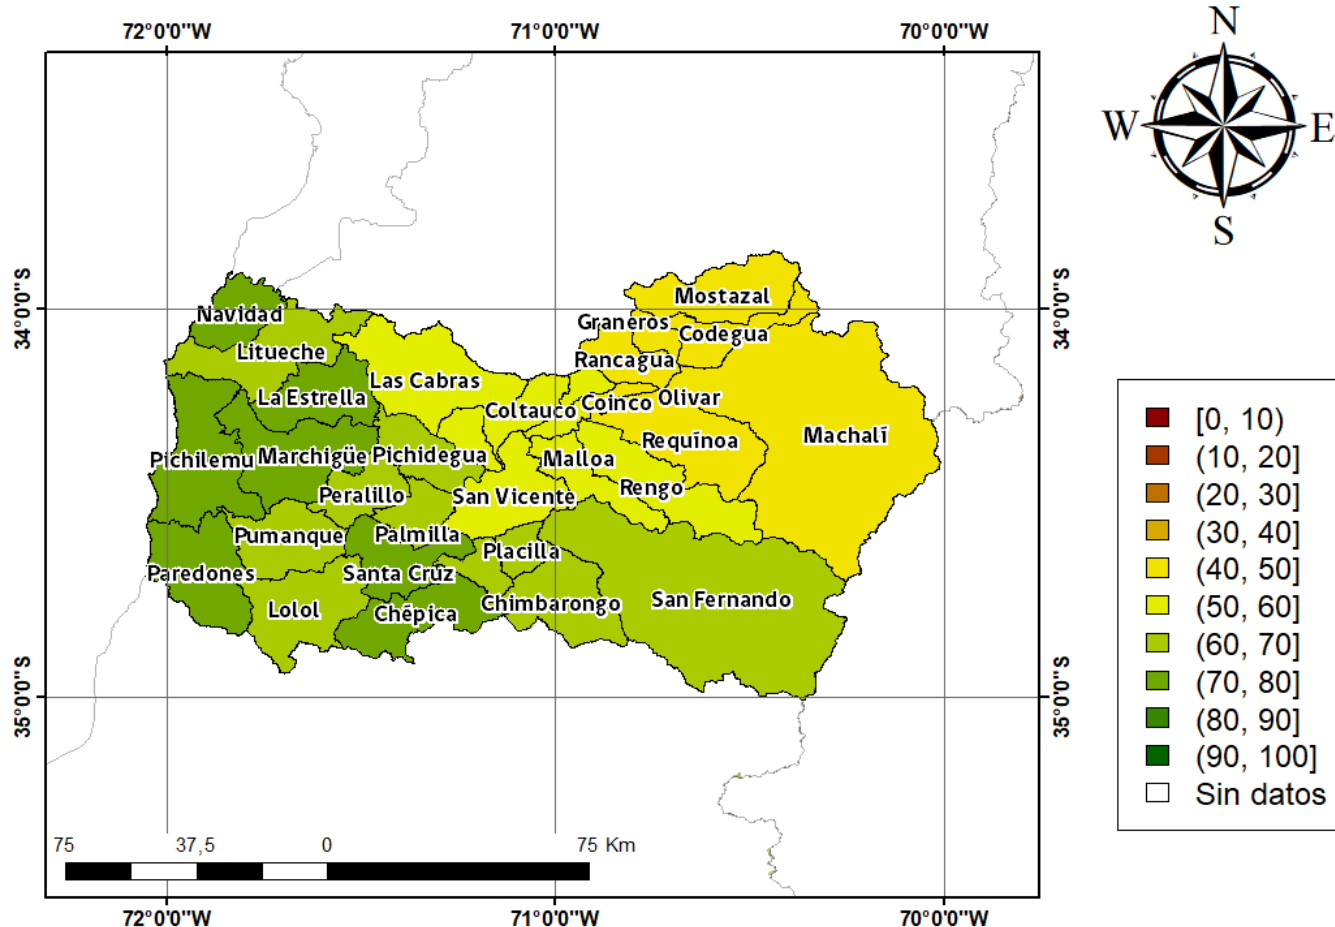 72°0'0"W 71°0'0"W 70°0'0"W
N
W E
S
34°0'0"S 34°0'0"S
Mostazal
Navidad
Graneros
Codegua
Litueche
Rancagua
Las Cabras
La Estrella
Coltauco Coinco Olivar
Machalí
Requínoa
Pichilemu Marchigüe Pichidegua
Malloa
Rengo
Peralillo
San Vicente
Pumanque
Palmilla
Placilla
Paredones
Santa Cruz
San Fernando
Chimbarongo
Lolol
Chépica
35°0'0"S 35°0'0"S
75 37,5 0 75 Km
72°0'0"W 71°0'0"W 70°0'0"W
[0, 10)
(10, 20]
(20, 30]
(30, 40]
(40, 50]
(50, 60]
(60, 70]
(70, 80]
(80, 90]
(90, 100]
Sin datos